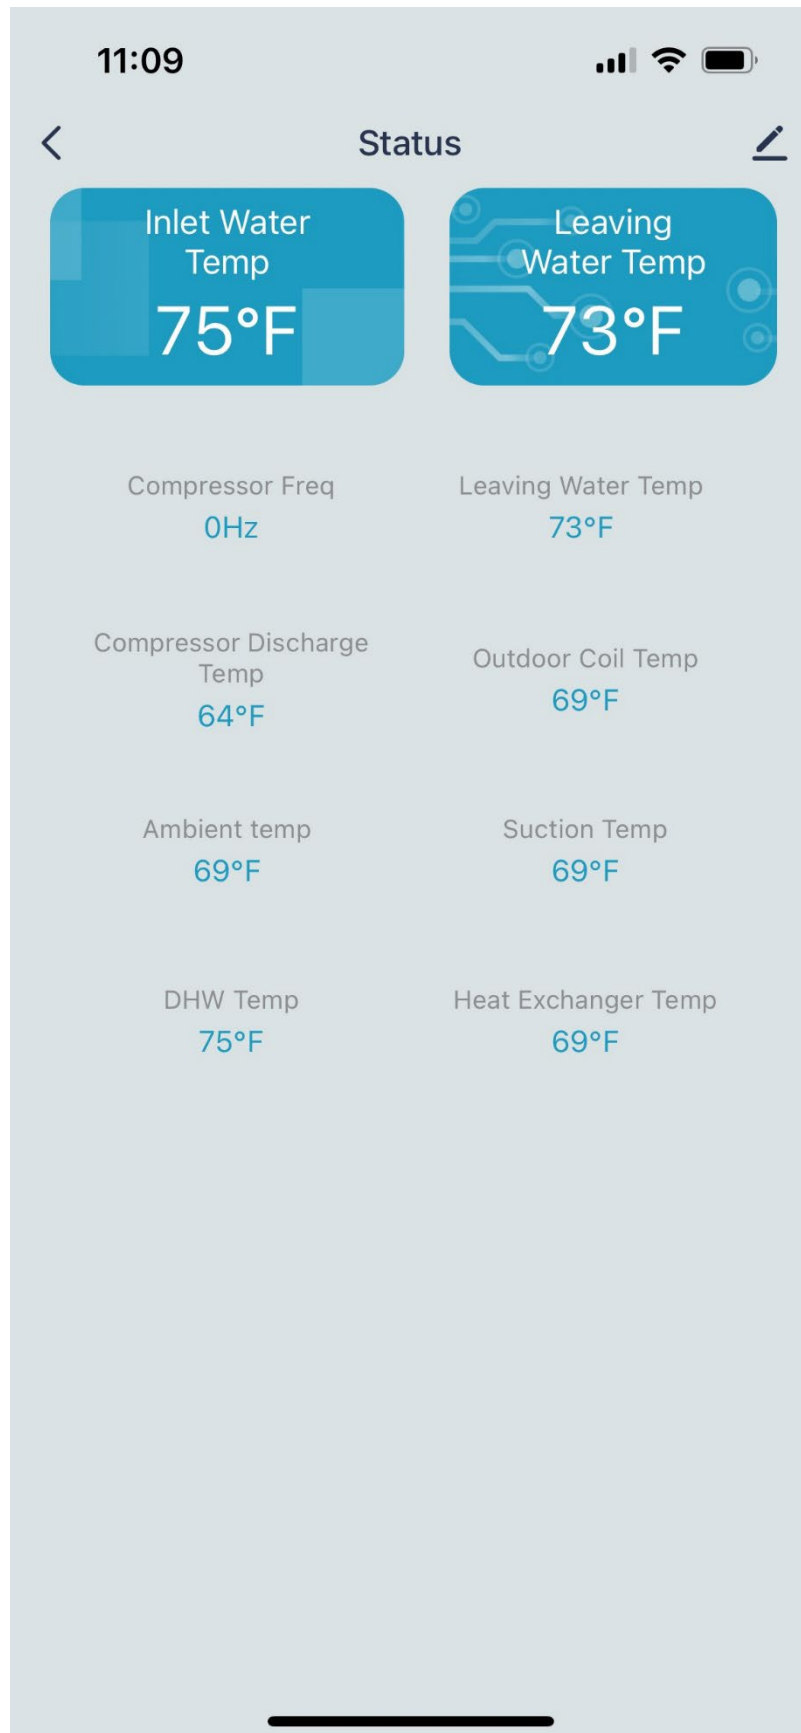 11:09
Status
Inlet Water
Temp
75°F
Leaving
Water Temp
73°F
Compressor Freq
0Hz
Leaving Water Temp
73°F
Compressor Discharge
Temp
64°F
Outdoor Coil Temp
69°F
Ambient temp
69°F
Suction Temp
69°F
DHW Temp
75°F
Heat Exchanger Temp
69°F